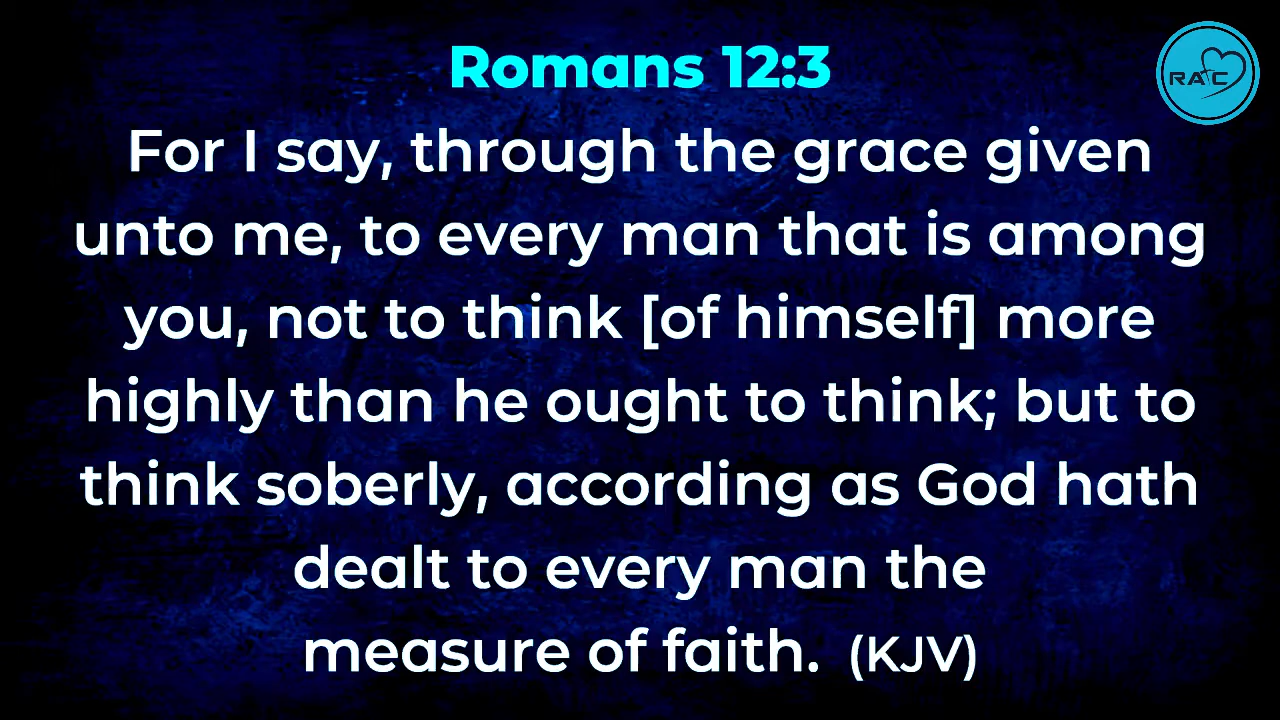 Romans 12:3
RAC
For I say, through the grace given
unto me, to every man that is among
you, not to think [of himself] more
highly than he ought to think; but to
think soberly, according as God hath
dealt to every man the
measure of faith. (KJV)